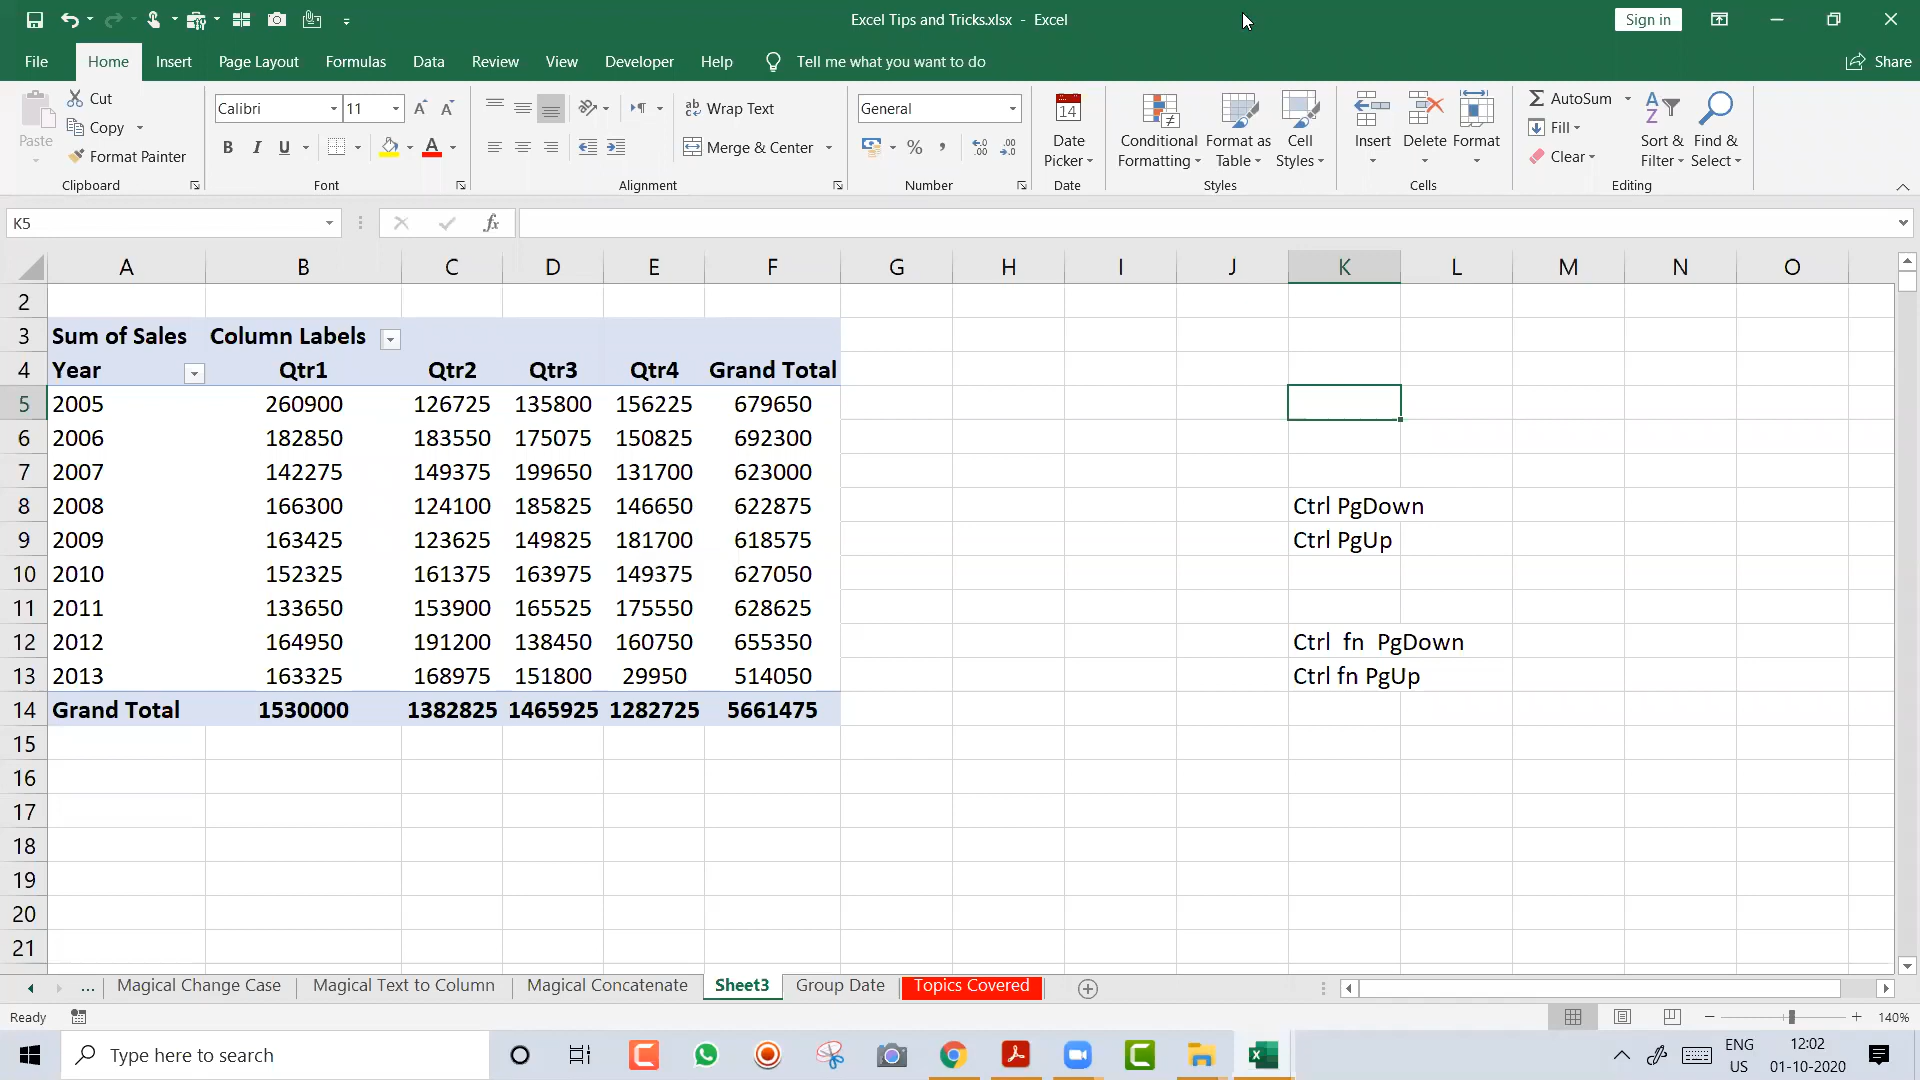 Excel Tips and Tricks.xlsx - Excel
Sign in
File Home Insert Page Layout Formulas Data Review View Developer Help Tell me what you want to do Share
Paste
Cut
Copy
Format Painter
Clipboard
Calibri 11
B I U
Font
Wrap Text
Merge & Center
Alignment
General
Number
14
Date Picker
Date
Conditional Formatting
Format as Table
Cell Styles
Styles
Insert
Delete
Format
Cells
AutoSum
Fill
Clear
Sort & Filter
Find & Select
Editing
K5
fx
A B C D E F G H I J K L M N O
2
3 Sum of Sales Column Labels
4 Year Qtr1 Qtr2 Qtr3 Qtr4 Grand Total
5 2005 260900 126725 135800 156225 679650
6 2006 182850 183550 175075 150825 692300
7 2007 142275 149375 199650 131700 623000
8 2008 166300 124100 185825 146650 622875 Ctrl PgDown
9 2009 163425 123625 149825 181700 618575 Ctrl PgUp
10 2010 152325 161375 163975 149375 627050
11 2011 133650 153900 165525 175550 628625
12 2012 164950 191200 138450 160750 655350 Ctrl fn PgDown
13 2013 163325 168975 151800 29950 514050 Ctrl fn PgUp
14 Grand Total 1530000 1382825 1465925 1282725 5661475
15
16
17
18
19
20
21
... Magical Change Case Magical Text to Column Magical Concatenate Sheet3 Group Date Topics Covered
Ready 140%
Type here to search
ENG
US
12:02
01-10-2020